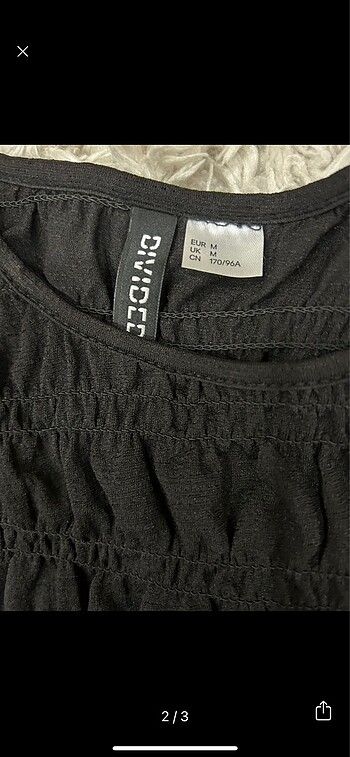 DIVIDED
EUR M
UK M
CN 170/96A
2 / 3